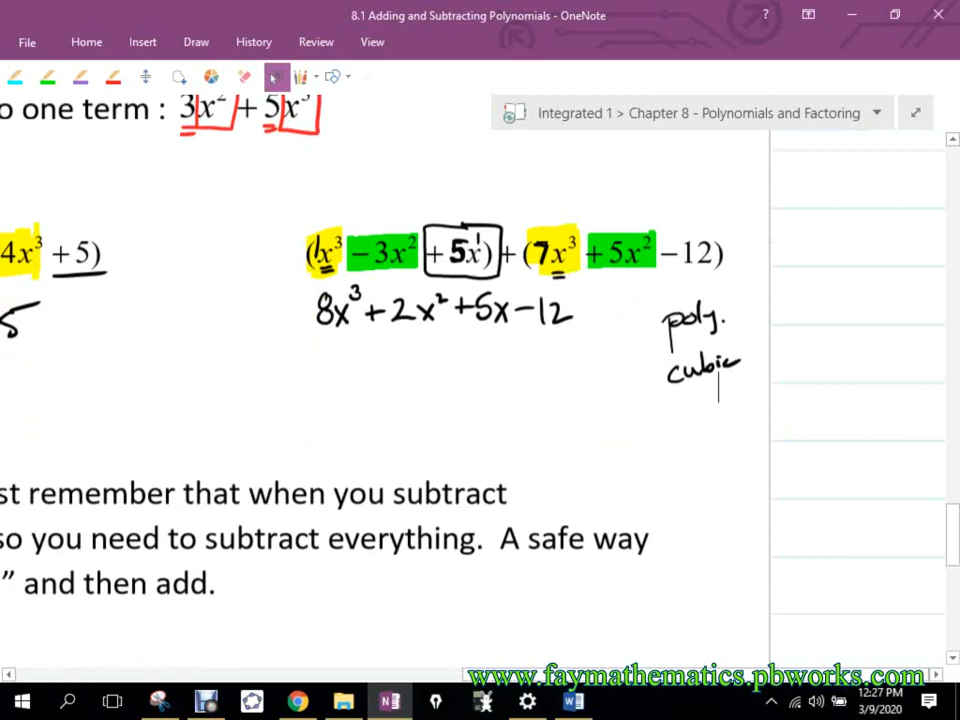 8.1 Adding and Subtracting Polynomials - OneNote
File Home Insert Draw History Review View
o one term : 3x² + 5x³
Integrated 1 > Chapter 8 - Polynomials and Factoring
4x³ + 5)
(1x³ − 3x² + 5x¹) + (7x³ + 5x² − 12)
5
8x³ + 2x² + 5x − 12
poly.
cubic
st remember that when you subtract
so you need to subtract everything. A safe way
” and then add.
www.faymathematics.pbworks.com
12:27 PM
3/9/2020